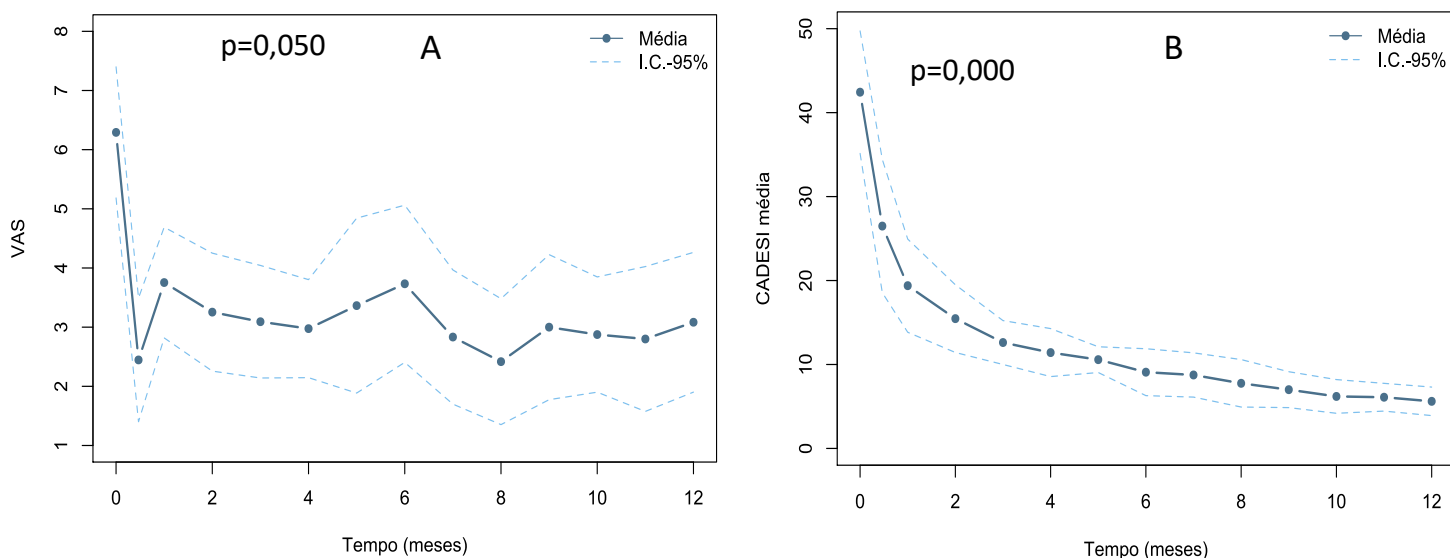 p=0,050
A
Média
I.C.-95%
8
7
6
5
4
3
2
1
VAS
0 2 4 6 8 10 12
Tempo (meses)
p=0,000
B
Média
I.C.-95%
50
40
30
20
10
0
CADESI média
0 2 4 6 8 10 12
Tempo (meses)